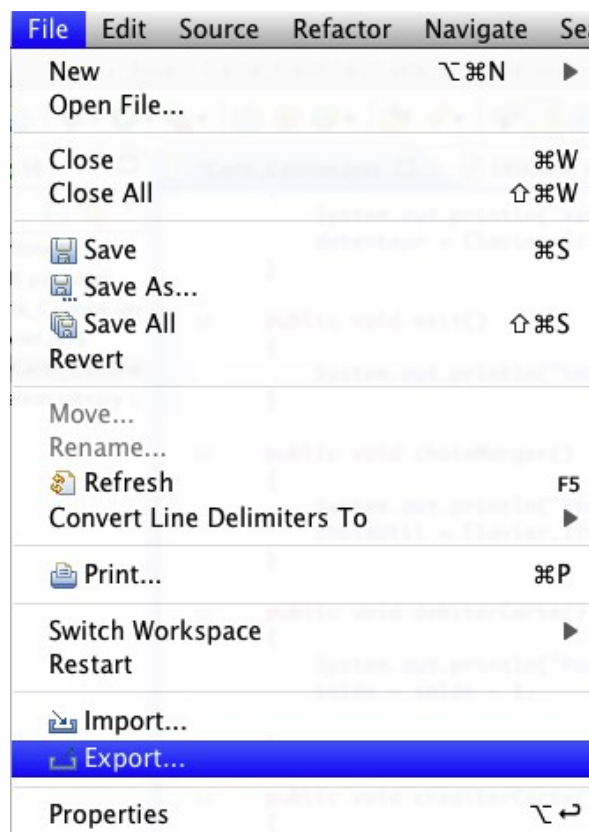 File Edit Source Refactor Navigate Se
New ⌥⌘N ▶
Open File...
Close ⌘W
Close All ⇧⌘W
Save ⌘S
Save As...
Save All ⇧⌘S
Revert
Move...
Rename...
Refresh F5
Convert Line Delimiters To ▶
Print... ⌘P
Switch Workspace ▶
Restart
Import...
Export...
Properties ⌥↩